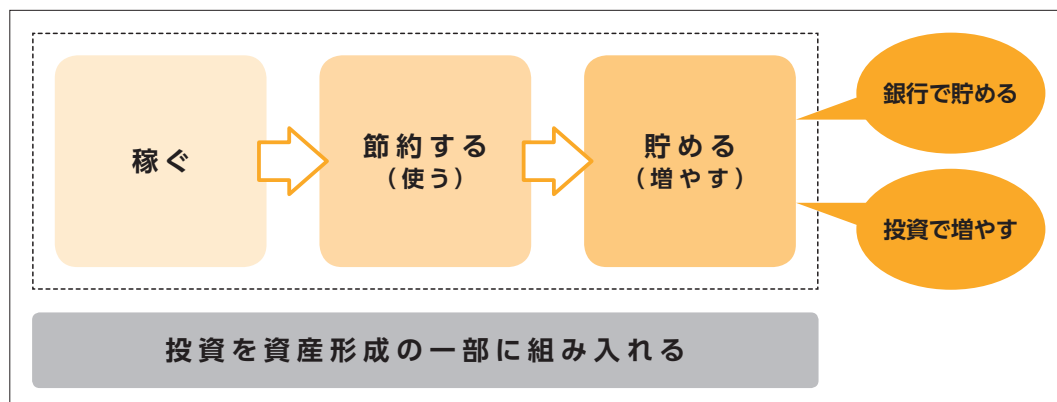 稼ぐ
節約する
(使う)
貯める
(増やす)
銀行で貯める
投資で増やす
投資を資産形成の一部に組み入れる